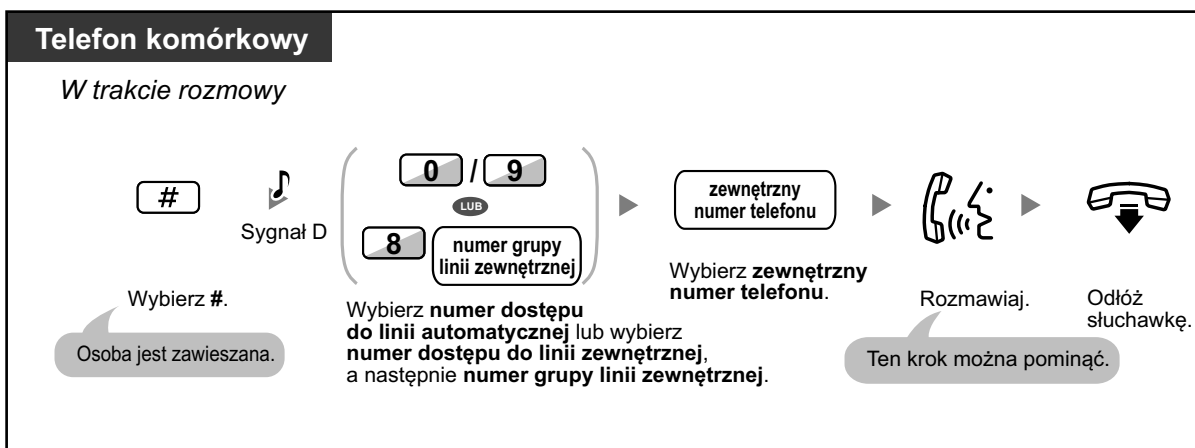 Telefon komórkowy
W trakcie rozmowy
#
Sygnał D
0 / 9
LUB
8 numer grupy
linii zewnętrznej
zewnętrzny
numer telefonu
Wybierz #.
Osoba jest zawieszana.
Wybierz numer dostępu
do linii automatycznej lub wybierz
numer dostępu do linii zewnętrznej,
a następnie numer grupy linii zewnętrznej.
Wybierz zewnętrzny
numer telefonu.
Rozmawiaj.
Ten krok można pominąć.
Odłóż
słuchawkę.